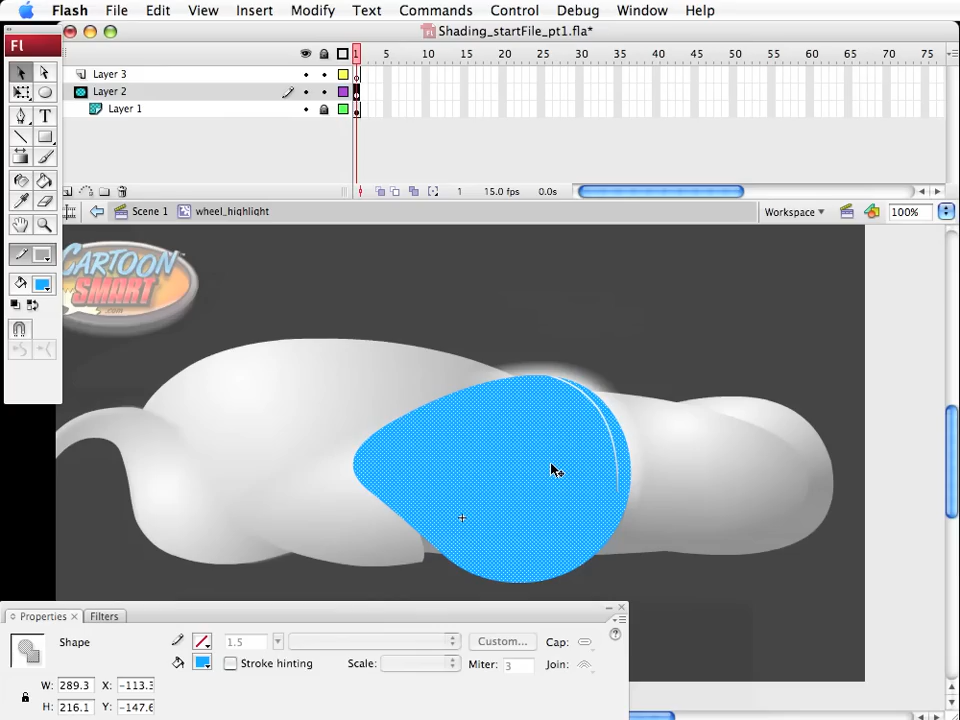 Flash File Edit View Insert Modify Text Commands Control Debug Window Help
Shading_startFile_pt1.fla*
Fl
1 5 10 15 20 25 30 35 40 45 50 55 60 65 70 75
Layer 3
Layer 2
Layer 1
1 15.0 fps 0.0s
Scene 1 wheel_highlight Workspace 100%
CARTOON
SMART
.com
Properties × Filters
Shape 1.5 Custom... Cap:
Stroke hinting Scale: Miter: 3 Join:
W: 289.3 X: -113.3
H: 216.1 Y: -147.6